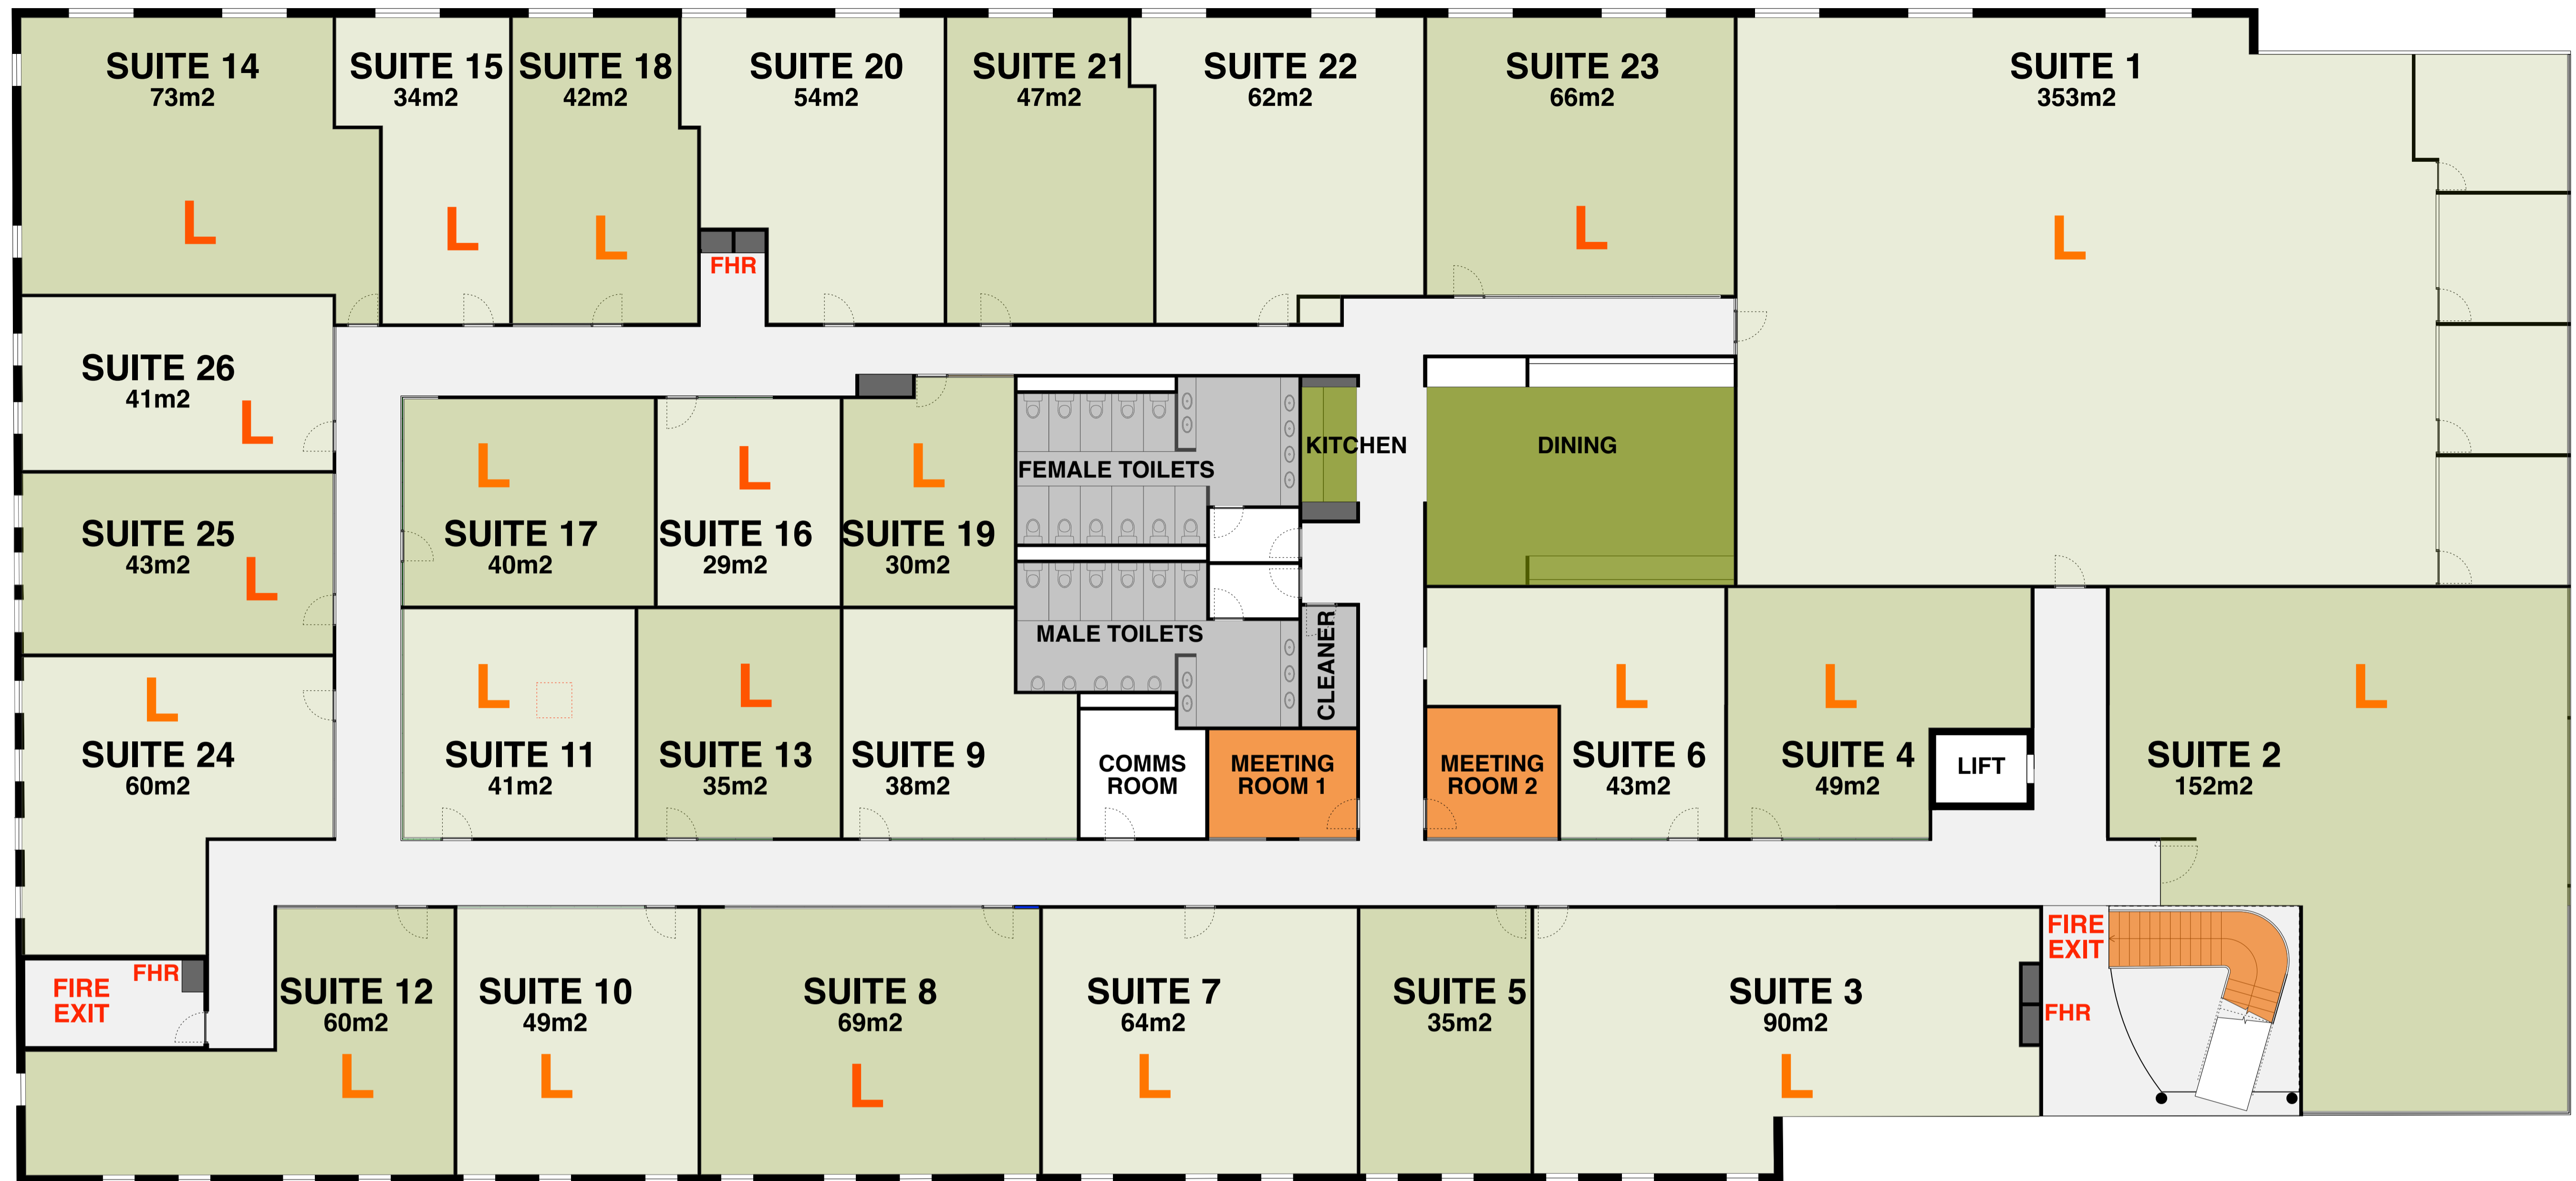 SUITE 14
73m2
L
SUITE 15
34m2
L
SUITE 18
42m2
L
SUITE 20
54m2
FHR
SUITE 21
47m2
SUITE 22
62m2
SUITE 23
66m2
L
SUITE 1
353m2
L
SUITE 26
41m2
L
SUITE 25
43m2
L
L
SUITE 24
60m2
L
SUITE 17
40m2
L
SUITE 16
29m2
L
SUITE 19
30m2
FEMALE TOILETS
KITCHEN
DINING
L
SUITE 11
41m2
L
SUITE 13
35m2
SUITE 9
38m2
MALE TOILETS
CLEANER
COMMS
ROOM
MEETING
ROOM 1
MEETING
ROOM 2
L
SUITE 6
43m2
L
SUITE 4
49m2
LIFT
L
SUITE 2
152m2
FHR
FIRE
EXIT
SUITE 12
60m2
L
SUITE 10
49m2
L
SUITE 8
69m2
L
SUITE 7
64m2
L
SUITE 5
35m2
SUITE 3
90m2
L
FIRE
EXIT
FHR